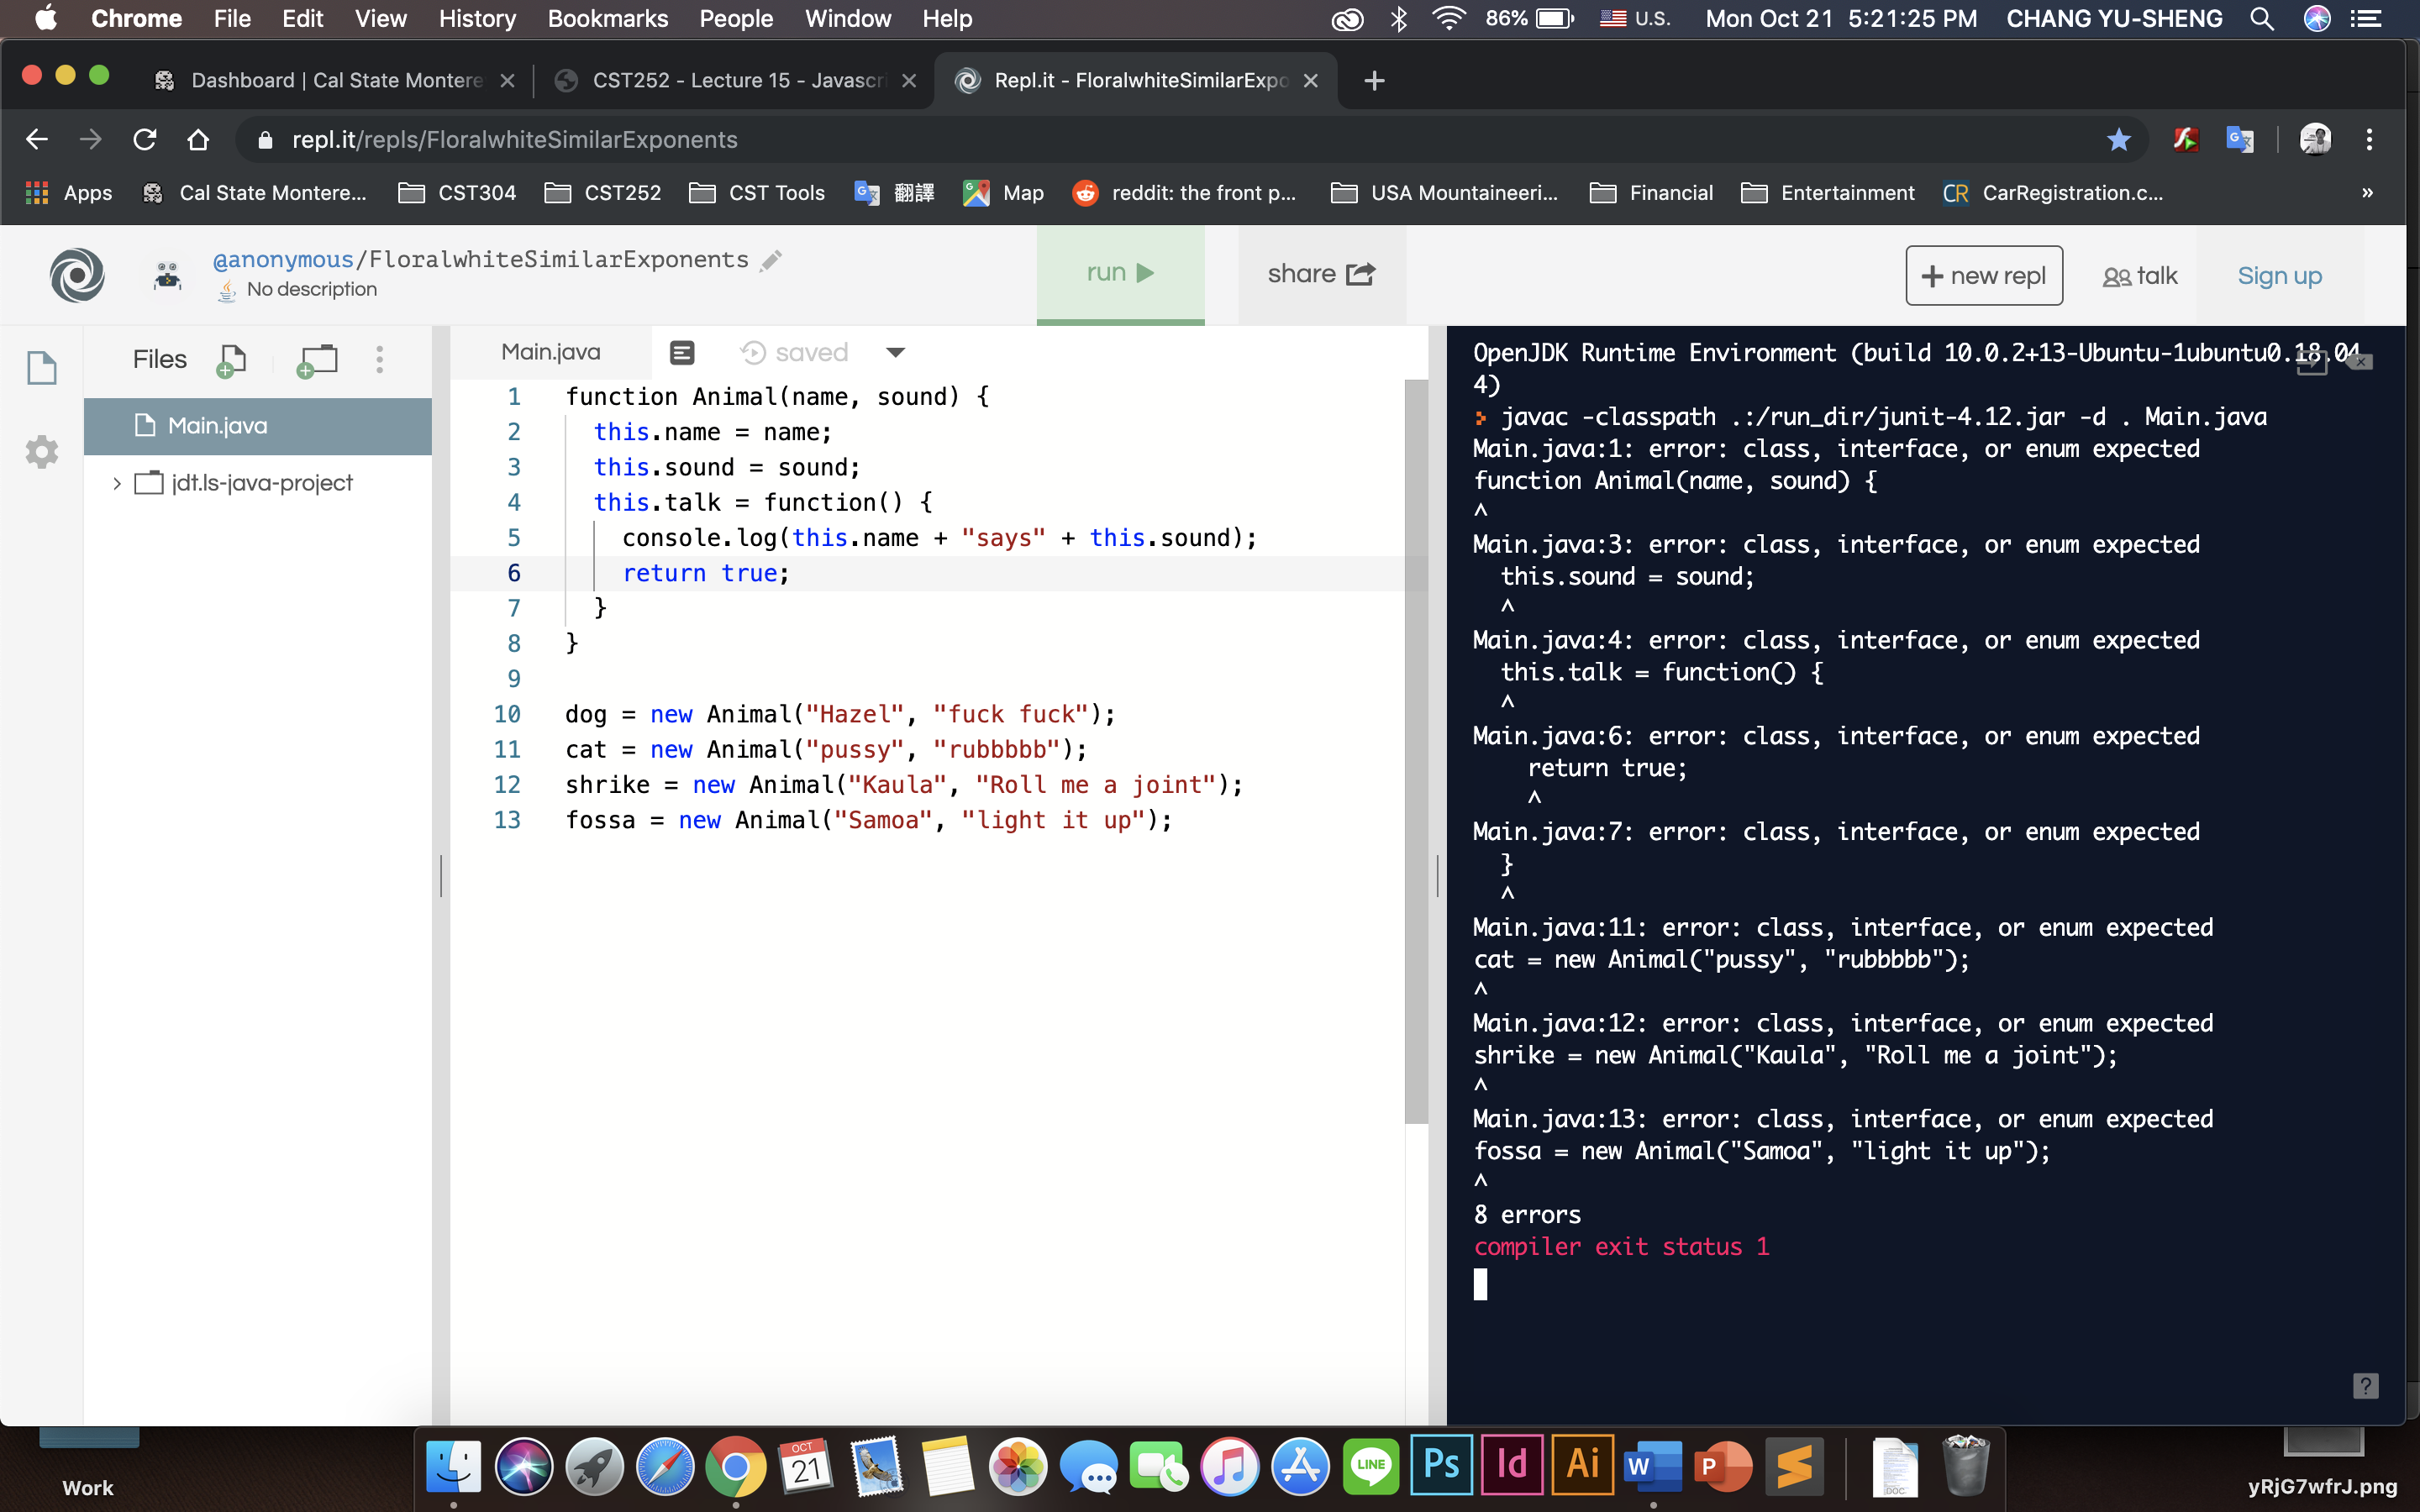 Chrome File Edit View History Bookmarks People Window Help 86% U.S. Mon Oct 21 5:21:25 PM CHANG YU-SHENG
Dashboard | Cal State Montere
CST252 - Lecture 15 - Javascri
Repl.it - FloralwhiteSimilarExpo
repl.it/repls/FloralwhiteSimilarExponents
Apps Cal State Montere... CST304 CST252 CST Tools 翻譯 Map reddit: the front p... USA Mountaineeri... Financial Entertainment CR CarRegistration.c... »
@anonymous/FloralwhiteSimilarExponents
No description
run
share
+ new repl
talk
Sign up
Files
Main.java
jdt.ls-java-project
Main.java
saved
1 function Animal(name, sound) {
2 this.name = name;
3 this.sound = sound;
4 this.talk = function() {
5 console.log(this.name + "says" + this.sound);
6 return true;
7 }
8 }
9
10 dog = new Animal("Hazel", "fuck fuck");
11 cat = new Animal("pussy", "rubbbbb");
12 shrike = new Animal("Kaula", "Roll me a joint");
13 fossa = new Animal("Samoa", "light it up");
OpenJDK Runtime Environment (build 10.0.2+13-Ubuntu-1ubuntu0.18.04.
4)
javac -classpath .:/run_dir/junit-4.12.jar -d . Main.java
Main.java:1: error: class, interface, or enum expected
function Animal(name, sound) {
^
Main.java:3: error: class, interface, or enum expected
this.sound = sound;
^
Main.java:4: error: class, interface, or enum expected
this.talk = function() {
^
Main.java:6: error: class, interface, or enum expected
return true;
^
Main.java:7: error: class, interface, or enum expected
}
^
Main.java:11: error: class, interface, or enum expected
cat = new Animal("pussy", "rubbbbb");
^
Main.java:12: error: class, interface, or enum expected
shrike = new Animal("Kaula", "Roll me a joint");
^
Main.java:13: error: class, interface, or enum expected
fossa = new Animal("Samoa", "light it up");
^
8 errors
compiler exit status 1
?
Work
OCT
21
LINE
Ps
Id
Ai
W
P
DOC
yRjG7wfrJ.png